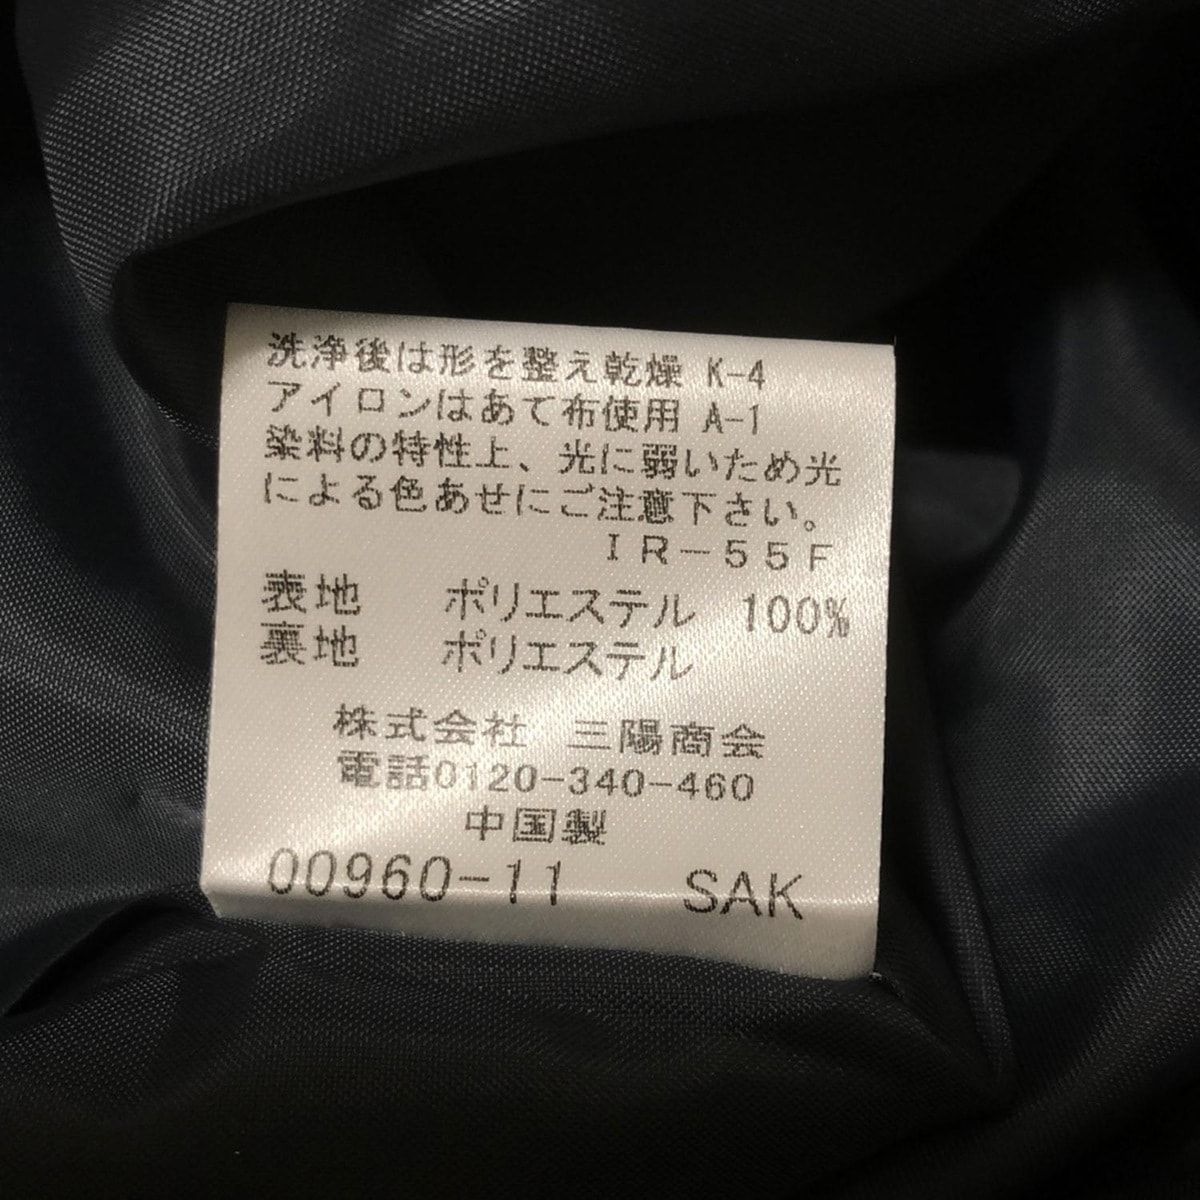 洗浄後は形を整え乾燥 K-4
アイロンはあて布使用 A-1
染料の特性上、光に弱いため光
による色あせにご注意下さい。
ＩＲ－５５Ｆ
表地 ポリエステル 100%
裏地 ポリエステル
株式会社 三陽商会
電話0120-340-460
中国製
00960-11 SAK